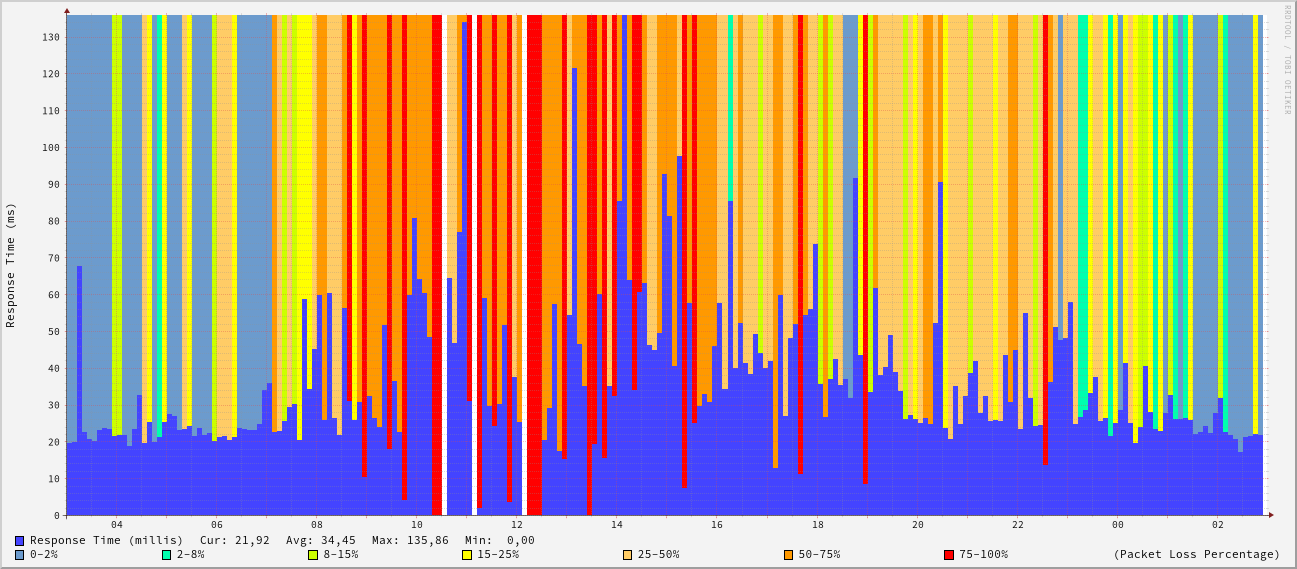 RRDTOOL / TOBI OETIKER
Response Time (ms)
130
120
110
100
90
80
70
60
50
40
30
20
10
0
04 06 08 10 12 14 16 18 20 22 00 02
Response Time (millis) Cur: 21,92 Avg: 34,45 Max: 135,86 Min: 0,00
0-2% 2-8% 8-15% 15-25% 25-50% 50-75% 75-100% (Packet Loss Percentage)